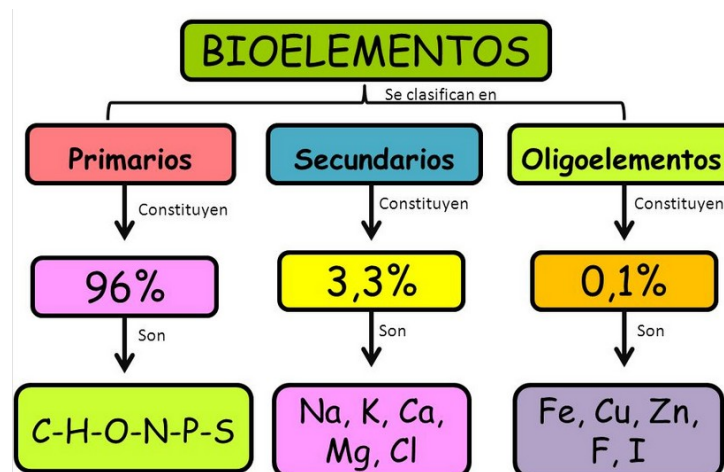 BIOELEMENTOS
Se clasifican en
Primarios
Secundarios
Oligoelementos
Constituyen
Constituyen
Constituyen
96%
3,3%
0,1%
Son
Son
Son
C-H-O-N-P-S
Na, K, Ca,
Mg, Cl
Fe, Cu, Zn,
F, I